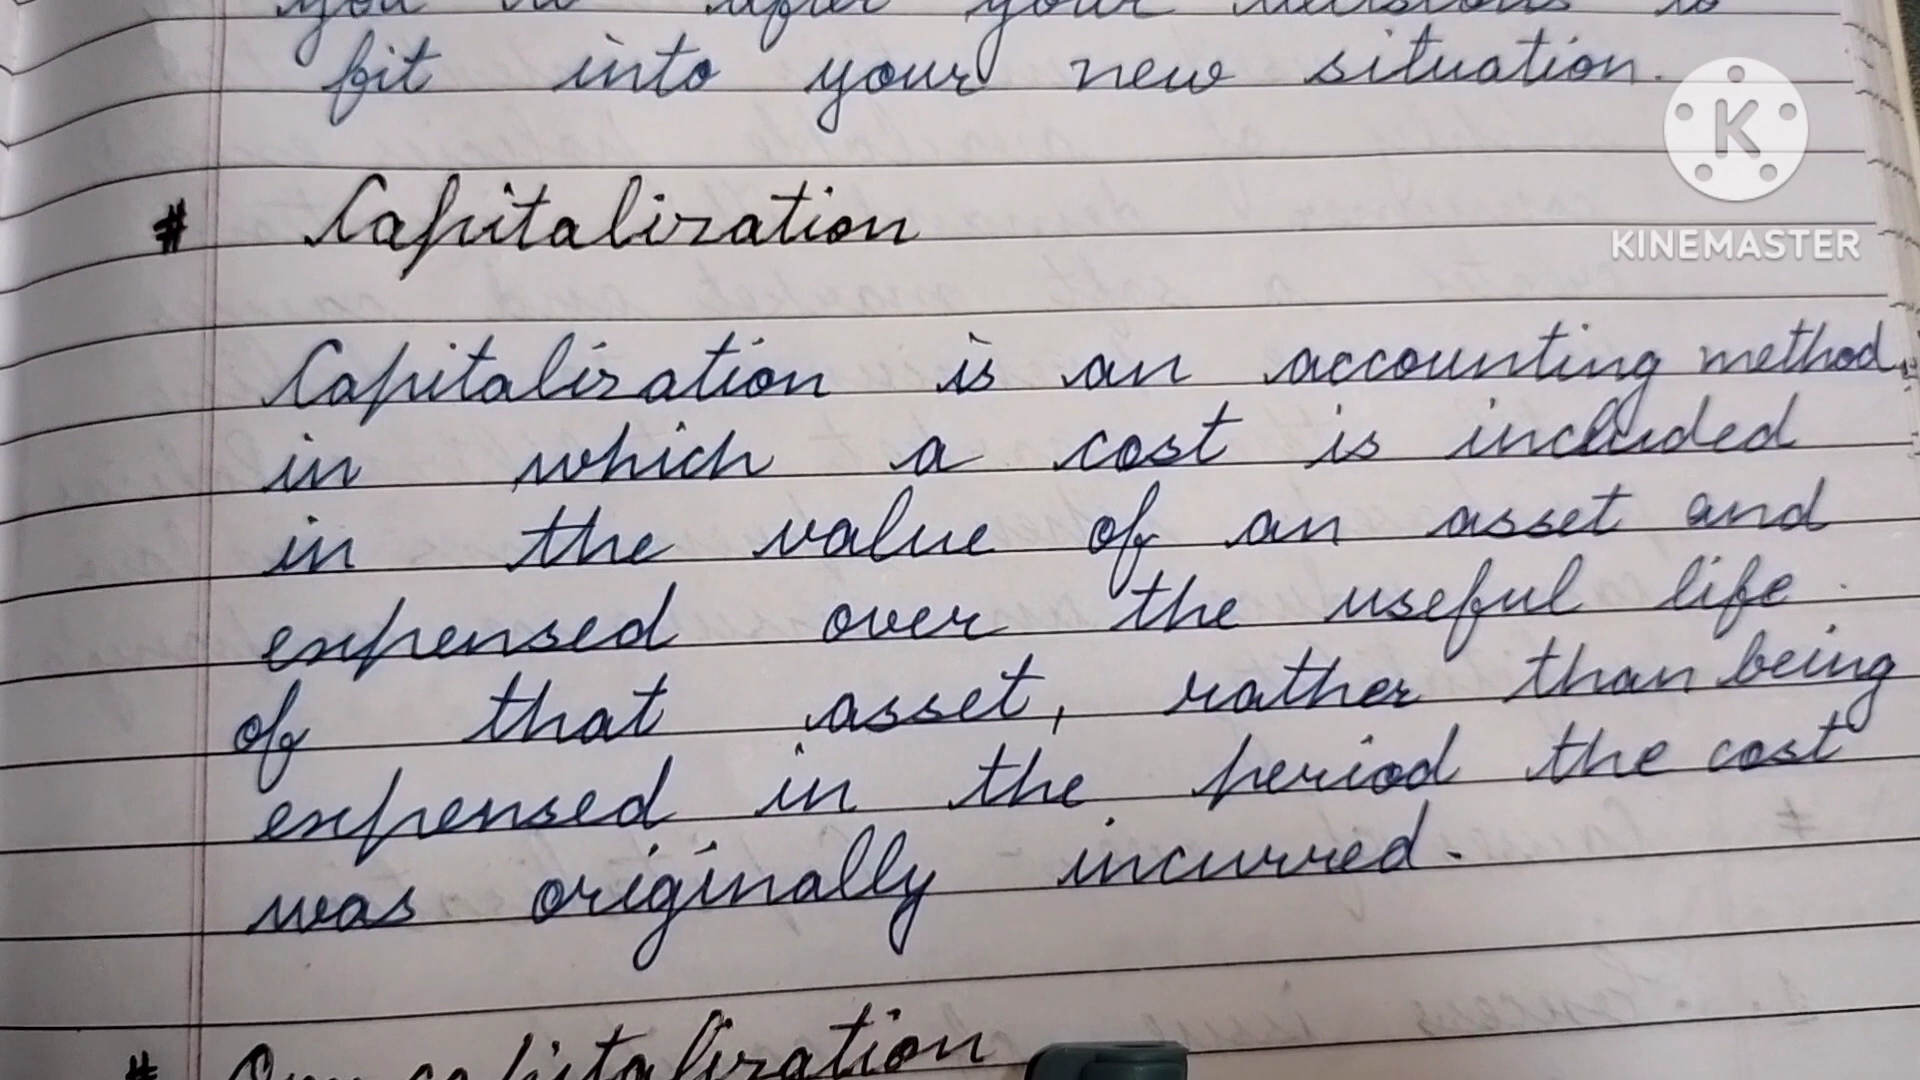 fit into your new situation.
K
KINEMASTER
# Capitalization
Capitalization is an accounting method,
in which a cost is included
in the value of an asset and
expensed over the useful life
of that asset, rather than being
expensed in the period the cost
was originally incurred.
# capitalization